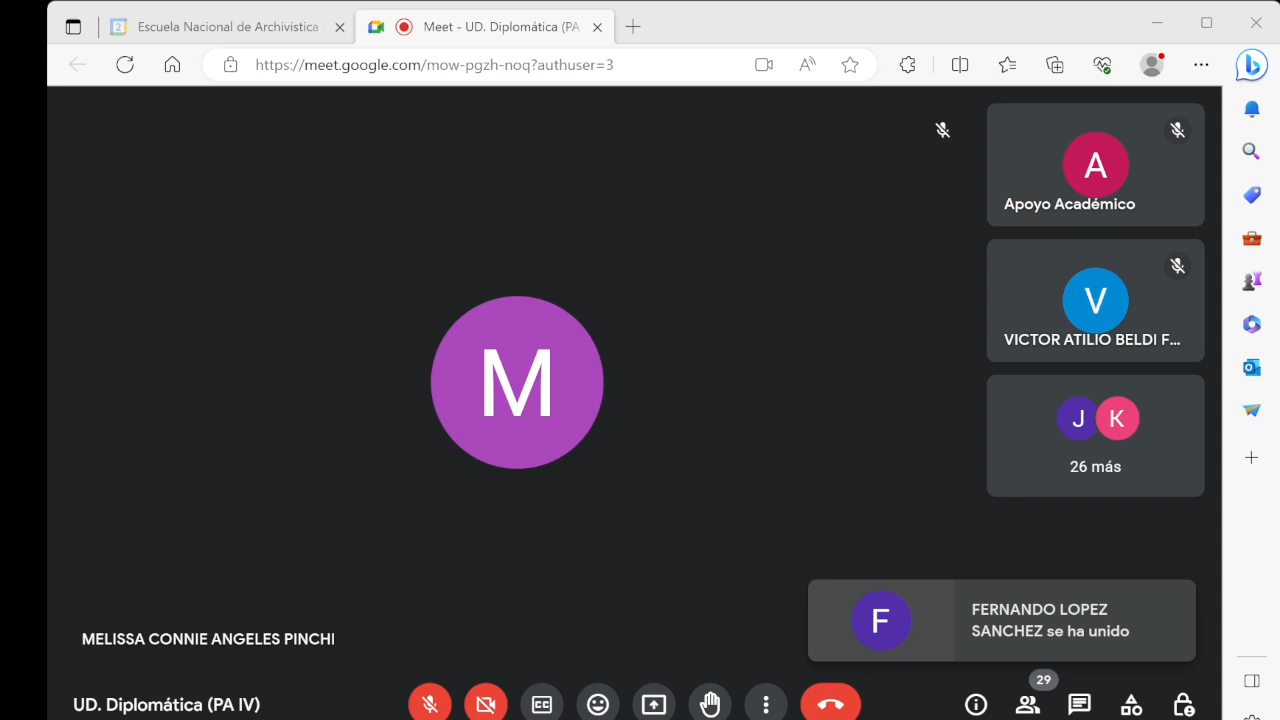 Escuela Nacional de Archivistica
Meet - UD. Diplomática (PA
https://meet.google.com/mow-pgzh-noq?authuser=3
A
Apoyo Académico
V
VICTOR ATILIO BELDI F...
J K
26 más
M
F
FERNANDO LOPEZ
SANCHEZ se ha unido
MELISSA CONNIE ANGELES PINCHI
29
UD. Diplomática (PA IV)
CC